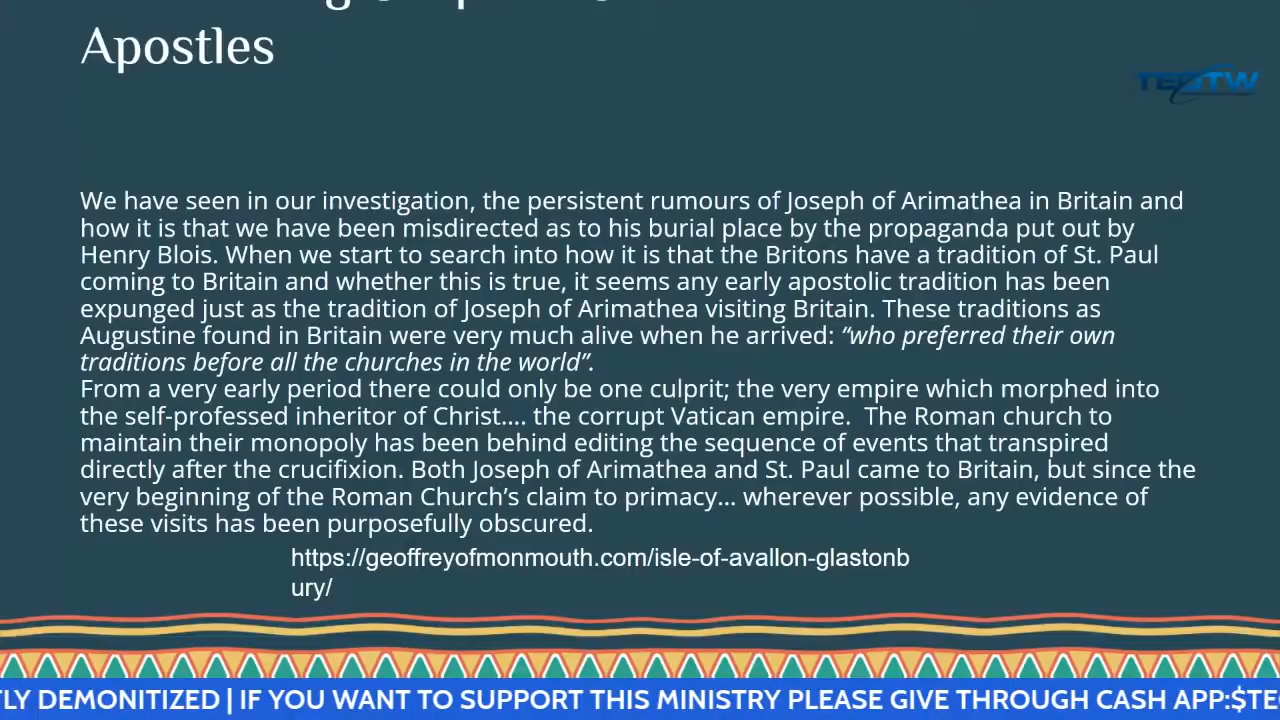 Apostles
TEOTW
We have seen in our investigation, the persistent rumours of Joseph of Arimathea in Britain and
how it is that we have been misdirected as to his burial place by the propaganda put out by
Henry Blois. When we start to search into how it is that the Britons have a tradition of St. Paul
coming to Britain and whether this is true, it seems any early apostolic tradition has been
expunged just as the tradition of Joseph of Arimathea visiting Britain. These traditions as
Augustine found in Britain were very much alive when he arrived: “who preferred their own
traditions before all the churches in the world”.
From a very early period there could only be one culprit; the very empire which morphed into
the self-professed inheritor of Christ…. the corrupt Vatican empire.  The Roman church to
maintain their monopoly has been behind editing the sequence of events that transpired
directly after the crucifixion. Both Joseph of Arimathea and St. Paul came to Britain, but since the
very beginning of the Roman Church’s claim to primacy… wherever possible, any evidence of
these visits has been purposefully obscured.
https://geoffreyofmonmouth.com/isle-of-avallon-glastonb
ury/
TLY DEMONITIZED | IF YOU WANT TO SUPPORT THIS MINISTRY PLEASE GIVE THROUGH CASH APP:$TE